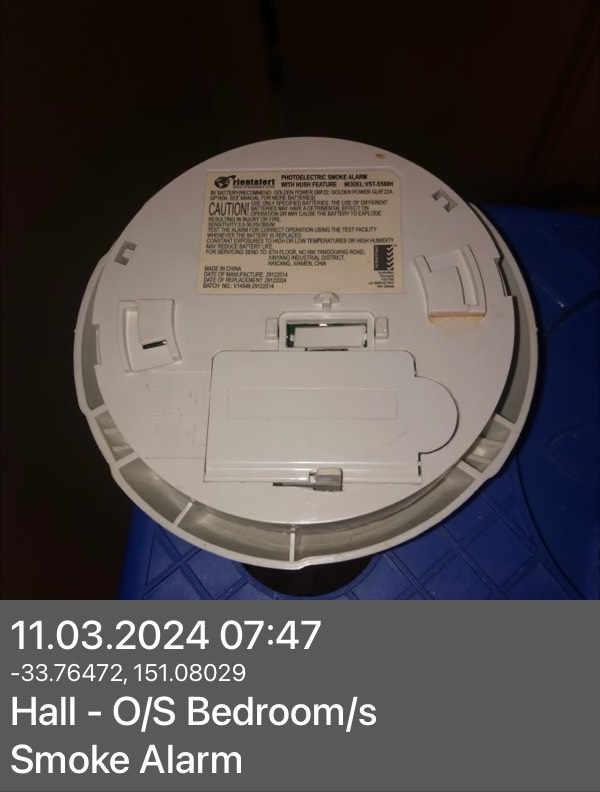 Orientalert
PHOTOELECTRIC SMOKE ALARM
WITH HUSH FEATURE MODEL:VST-S588H
9V BATTERY(RECOMMEND: GOLDEN POWER G6F22, GOLDEN POWER GL6F22A,
GP1604, SEE MANUAL FOR MORE BATTERIES)
CAUTION! USE ONLY SPECIFIED BATTERIES, THE USE OF DIFFERENT
BATTERIES MAY HAVE A DETRIMENTAL EFFECT ON
OPERATION OR MAY CAUSE THE BATTERY TO EXPLODE
RESULTING IN INJURY OR FIRE.
TEST THE ALARM FOR CORRECT OPERATION USING THE TEST FACILITY
WHENEVER THE BATTERY IS REPLACED.
CONSTANT EXPOSURES TO HIGH OR LOW TEMPERATURES OR HIGH HUMIDITY
MAY REDUCE BATTERY LIFE.
FOR SERVICING SEND TO: 6TH FLOOR, NO.666 YANGGUANG ROAD,
XINYANG INDUSTRIAL DISTRICT,
HAICANG, XIAMEN, CHIA
MADE IN CHINA
DATE OF MANUFACTURE: 29122014
DATE OF REPLACEMENT: 29122024
BATCH NO.: V14548-29122014
11.03.2024 07:47
-33.76472, 151.08029
Hall - O/S Bedroom/s
Smoke Alarm